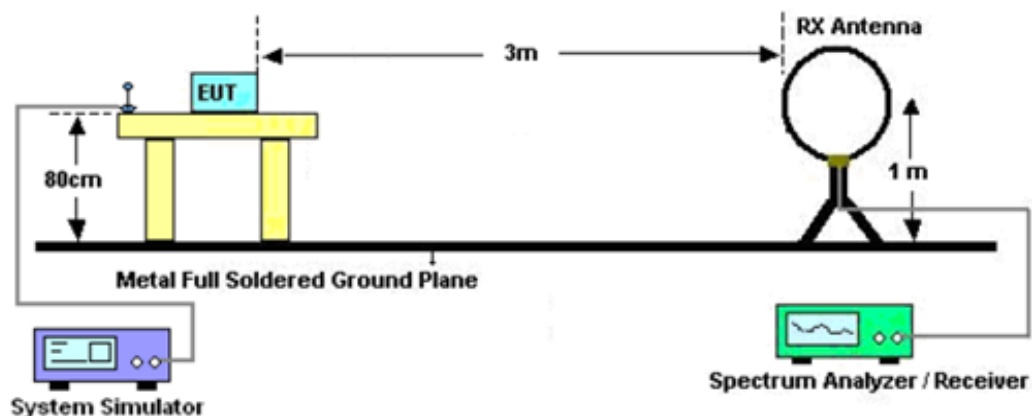 RX Antenna
3m
EUT
80cm
1 m
Metal Full Soldered Ground Plane
System Simulator
Spectrum Analyzer / Receiver